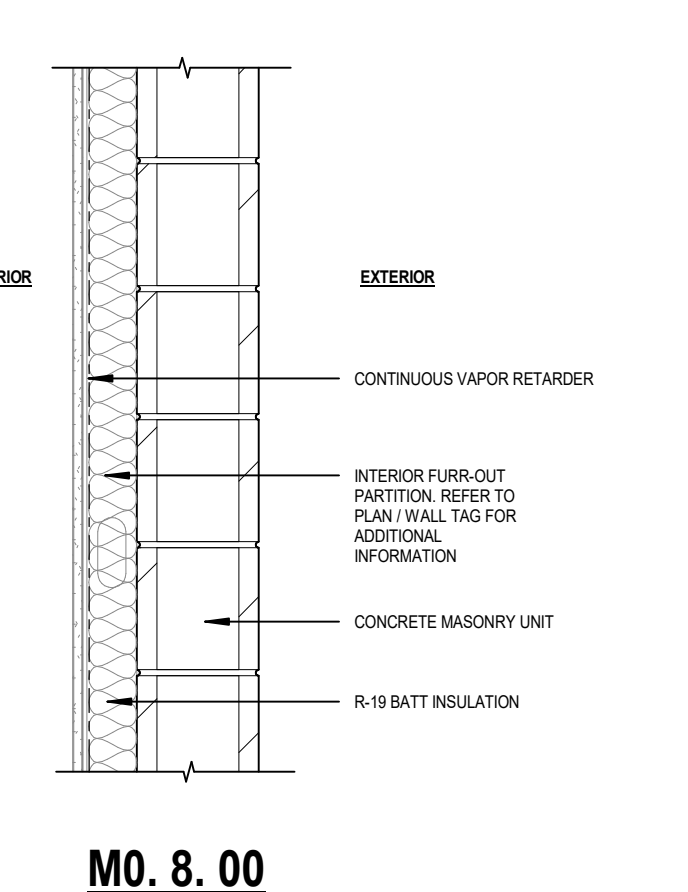 RIOR
EXTERIOR
CONTINUOUS VAPOR RETARDER
INTERIOR FURR-OUT
PARTITION. REFER TO
PLAN / WALL TAG FOR
ADDITIONAL
INFORMATION
CONCRETE MASONRY UNIT
R-19 BATT INSULATION
M0. 8. 00